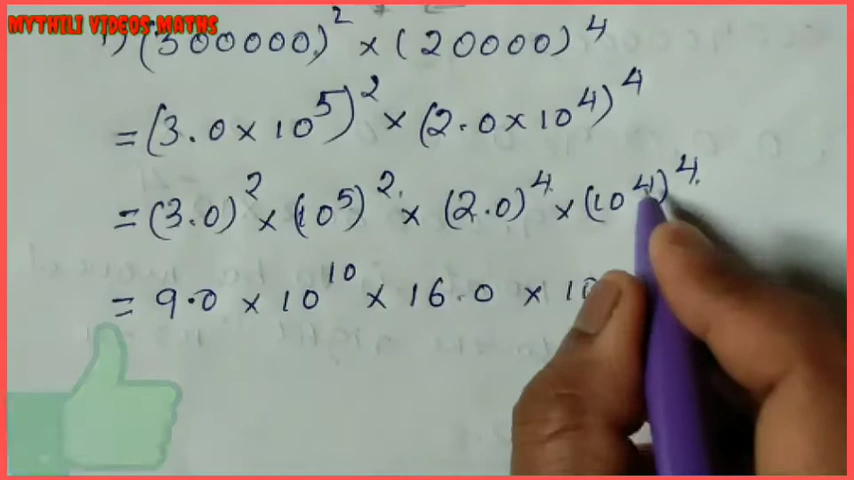 MYTHILI VIDEOS MATHS
1) (300000)² × (20000)⁴
= (3.0 × 10⁵)² × (2.0 × 10⁴)⁴
= (3.0)² × (10⁵)² × (2.0)⁴ × (10⁴)⁴
= 9.0 × 10¹⁰ × 16.0 × 10